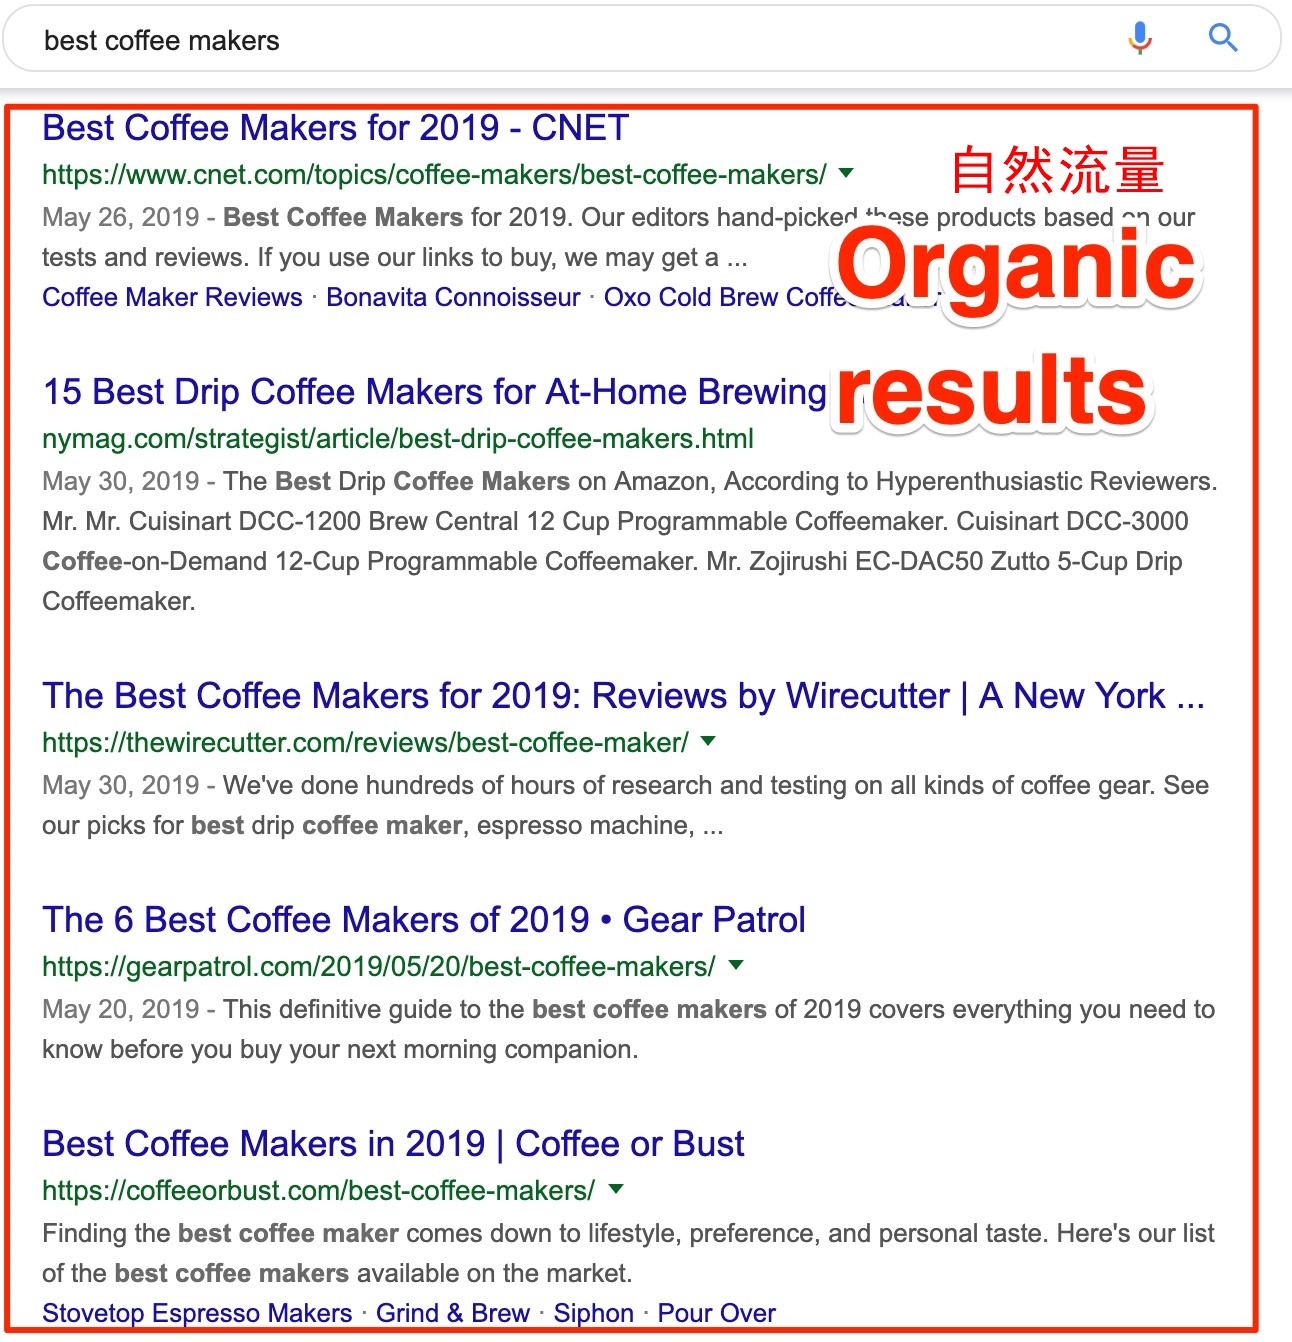 best coffee makers
Best Coffee Makers for 2019 - CNET
自然流量
https://www.cnet.com/topics/coffee-makers/best-coffee-makers/
May 26, 2019 - Best Coffee Makers for 2019. Our editors hand-picked these products based on our
tests and reviews. If you use our links to buy, we may get a ...
Organic
Coffee Maker Reviews · Bonavita Connoisseur · Oxo Cold Brew
results
15 Best Drip Coffee Makers for At-Home Brewing
nymag.com/strategist/article/best-drip-coffee-makers.html
May 30, 2019 - The Best Drip Coffee Makers on Amazon, According to Hyperenthusiastic Reviewers.
Mr. Mr. Cuisinart DCC-1200 Brew Central 12 Cup Programmable Coffeemaker. Cuisinart DCC-3000
Coffee-on-Demand 12-Cup Programmable Coffeemaker. Mr. Zojirushi EC-DAC50 Zutto 5-Cup Drip
Coffeemaker.
The Best Coffee Makers for 2019: Reviews by Wirecutter | A New York ...
https://thewirecutter.com/reviews/best-coffee-maker/
May 30, 2019 - We've done hundreds of hours of research and testing on all kinds of coffee gear. See
our picks for best drip coffee maker, espresso machine, ...
The 6 Best Coffee Makers of 2019 • Gear Patrol
https://gearpatrol.com/2019/05/20/best-coffee-makers/
May 20, 2019 - This definitive guide to the best coffee makers of 2019 covers everything you need to
know before you buy your next morning companion.
Best Coffee Makers in 2019 | Coffee or Bust
https://coffeeorbust.com/best-coffee-makers/
Finding the best coffee maker comes down to lifestyle, preference, and personal taste. Here's our list
of the best coffee makers available on the market.
Stovetop Espresso Makers · Grind & Brew · Siphon · Pour Over